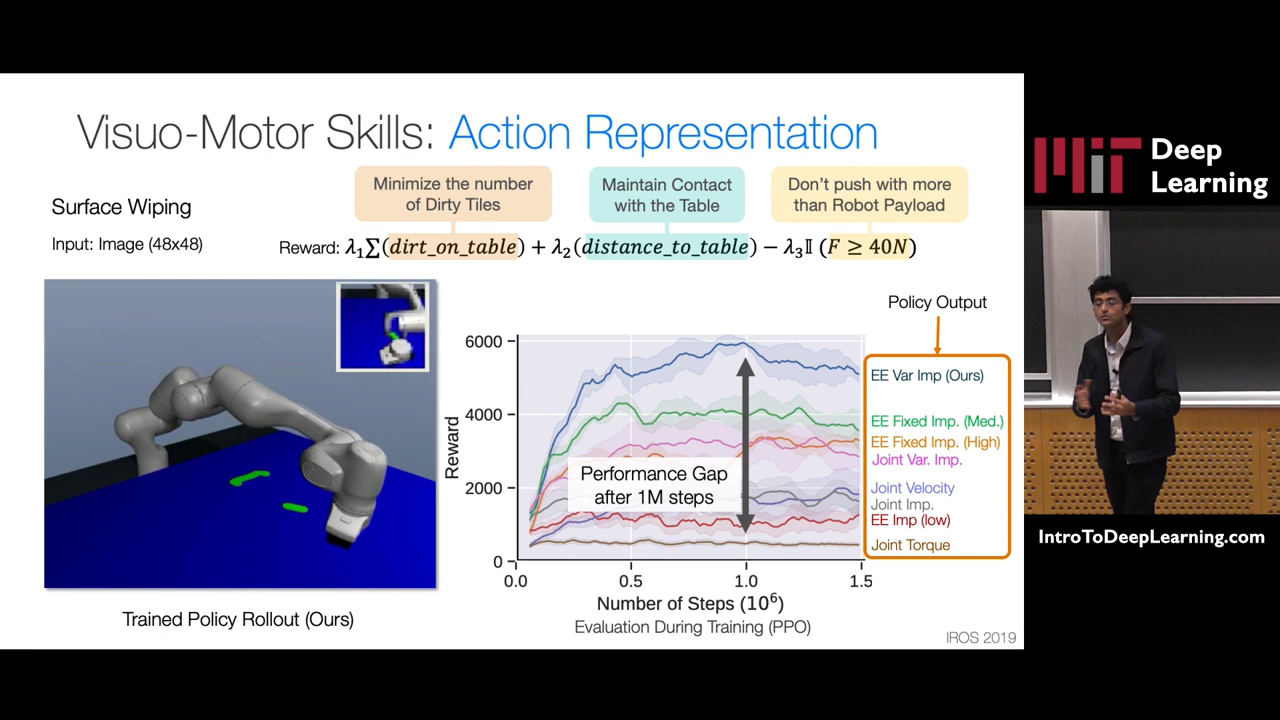 Visuo-Motor Skills: Action Representation
Surface Wiping
Input: Image (48x48)
Minimize the number
of Dirty Tiles
Maintain Contact
with the Table
Don't push with more
than Robot Payload
Reward: λ₁∑(dirt_on_table) + λ₂(distance_to_table) − λ₃𝕀 (F ≥ 40N)
Trained Policy Rollout (Ours)
Reward
6000
4000
2000
0
0.0
0.5
1.0
1.5
Number of Steps (10⁶)
Evaluation During Training (PPO)
Performance Gap
after 1M steps
Policy Output
EE Var Imp (Ours)
EE Fixed Imp. (Med.)
EE Fixed Imp. (High)
Joint Var. Imp.
Joint Velocity
Joint Imp.
EE Imp (low)
Joint Torque
IROS 2019
MIT Deep
Learning
IntroToDeepLearning.com